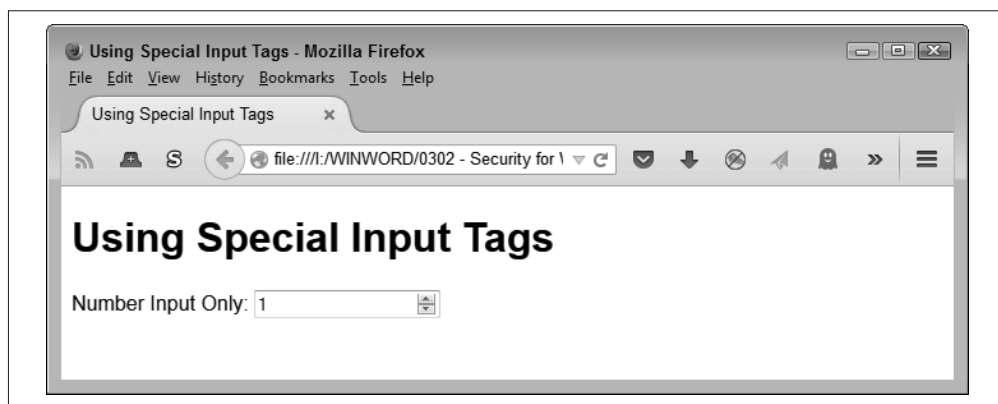 Using Special Input Tags - Mozilla Firefox
File Edit View History Bookmarks Tools Help
Using Special Input Tags
S file:///I:/WINWORD/0302 - Security for
Using Special Input Tags
Number Input Only: 1